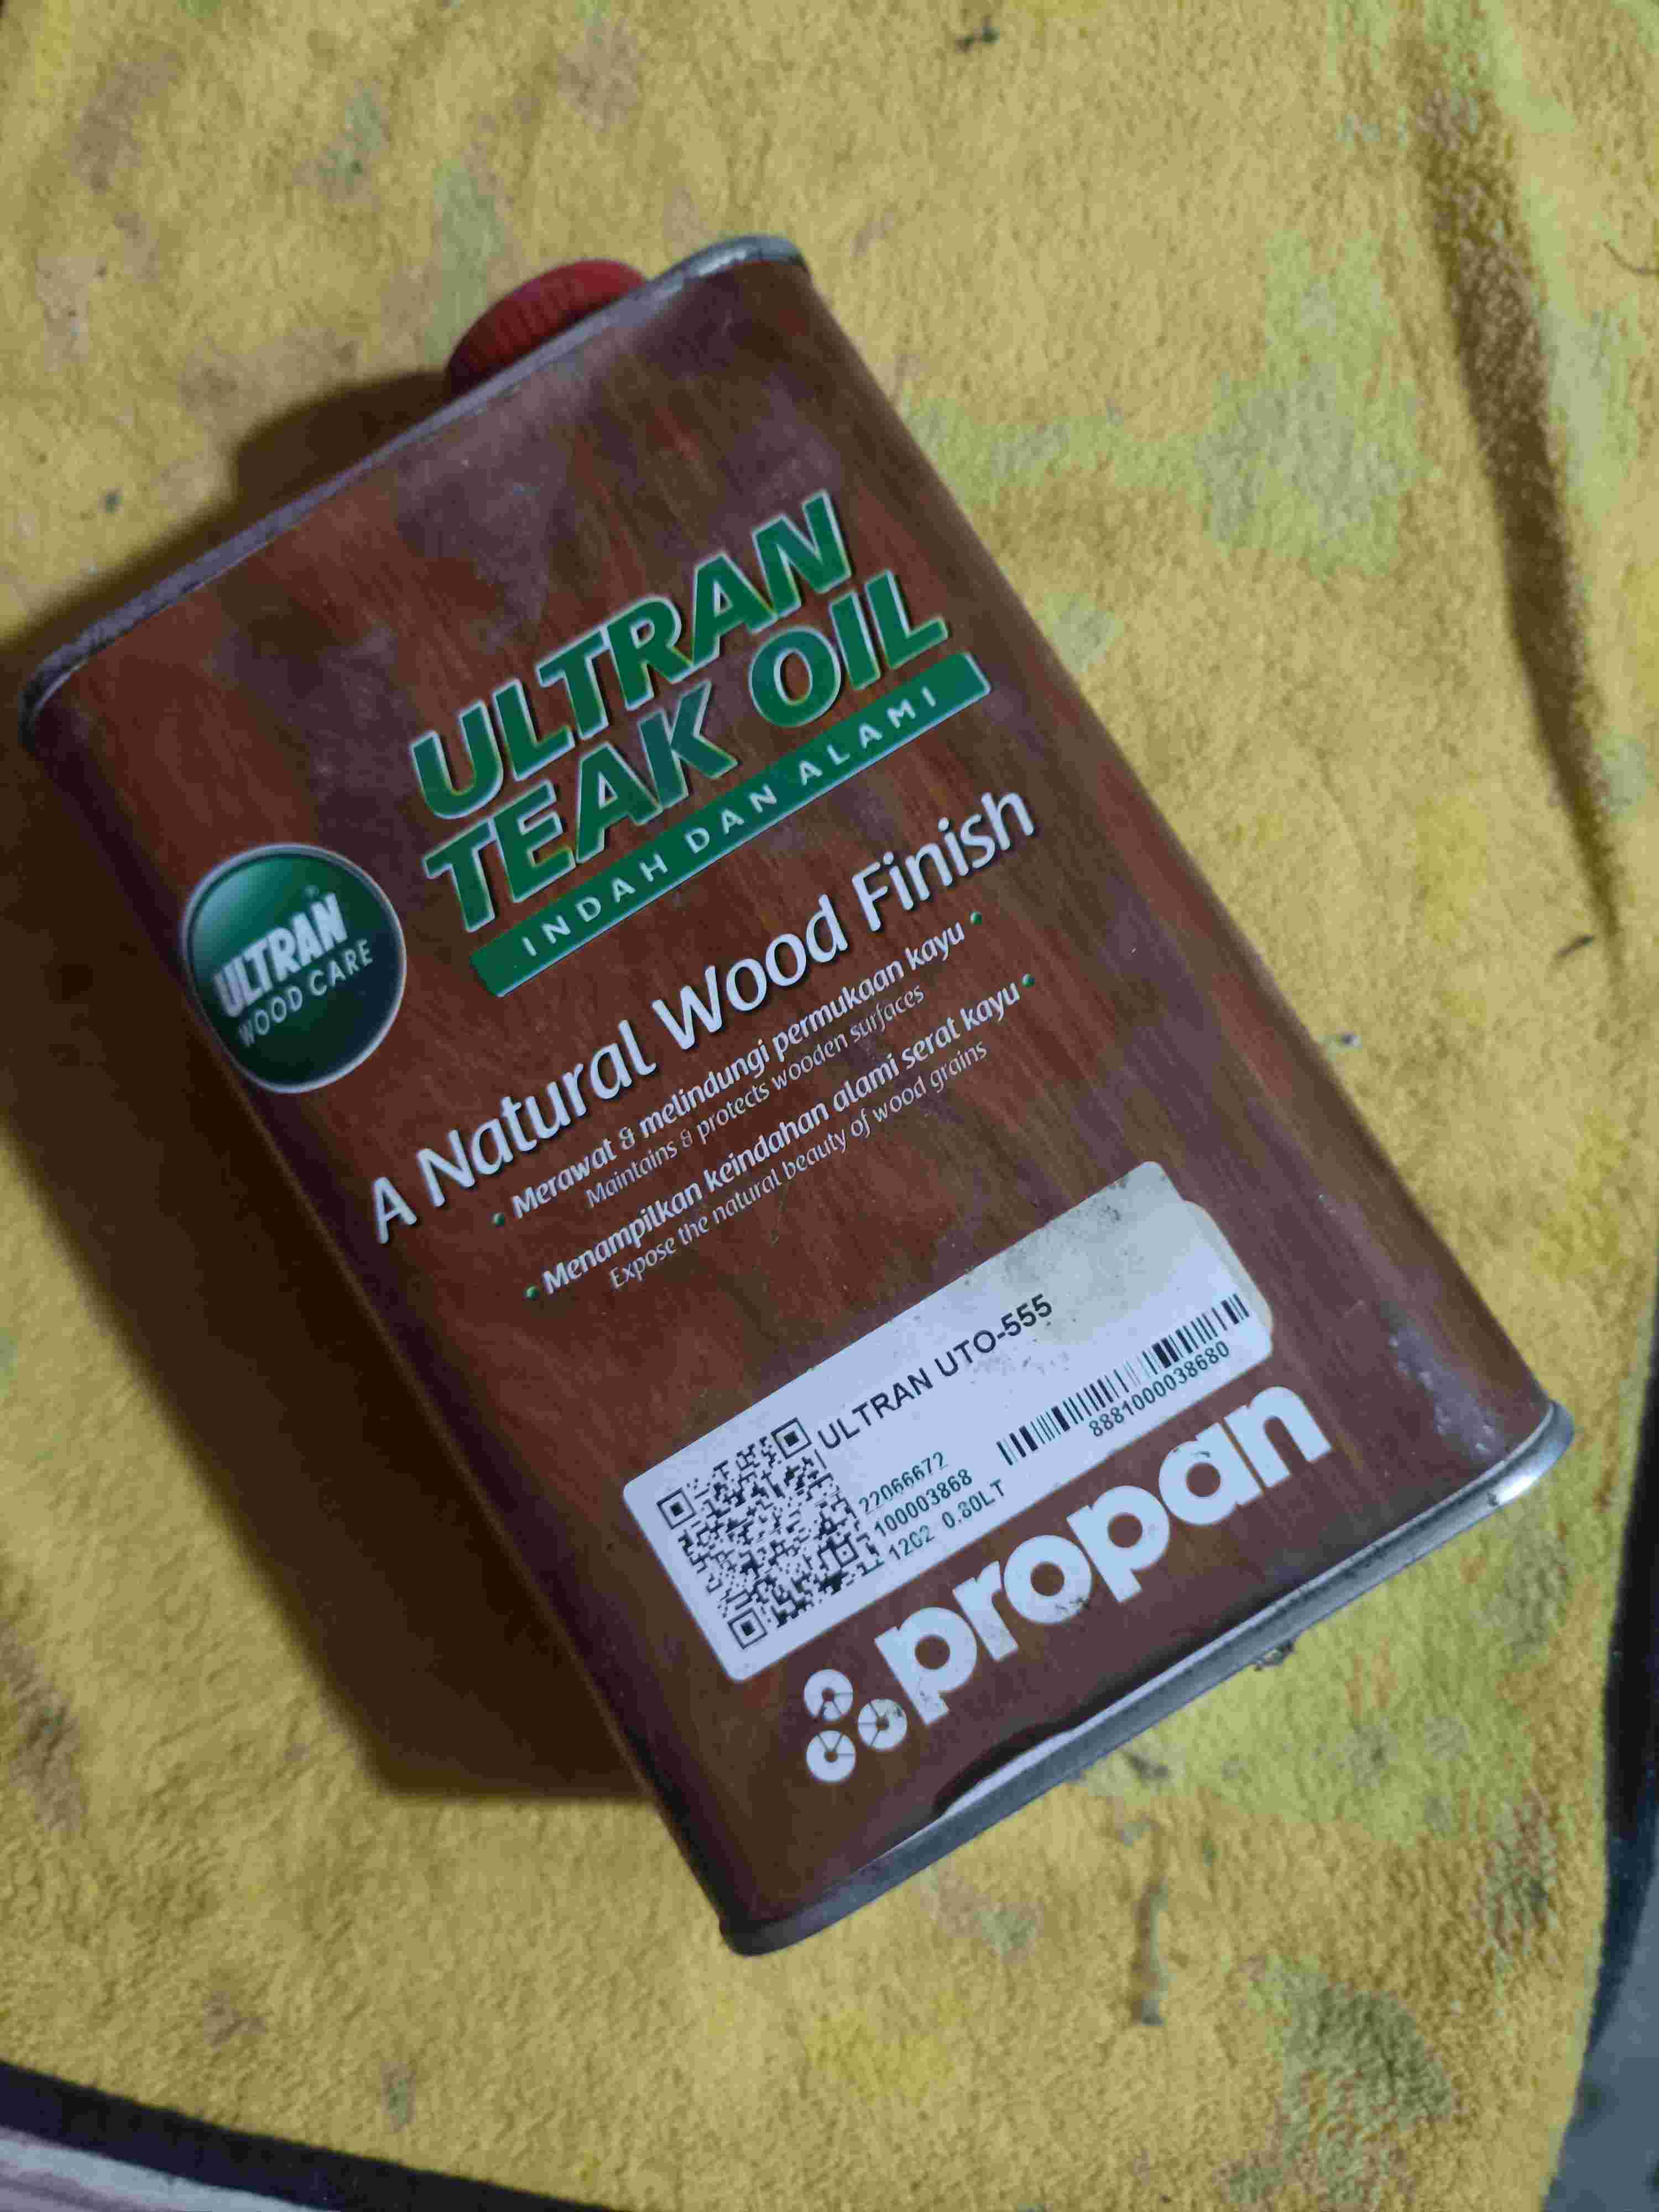 ULTRAN
TEAK OIL
INDAH DAN ALAMI
ULTRAN®
WOOD CARE
A Natural Wood Finish
• Merawat & melindungi permukaan kayu •
Maintains & protects wooden surfaces
• Menampilkan keindahan alami serat kayu •
Expose the natural beauty of wood grains
ULTRAN UTO-555
22066672
100003868
1202 0.80LT
8881000038680
propan